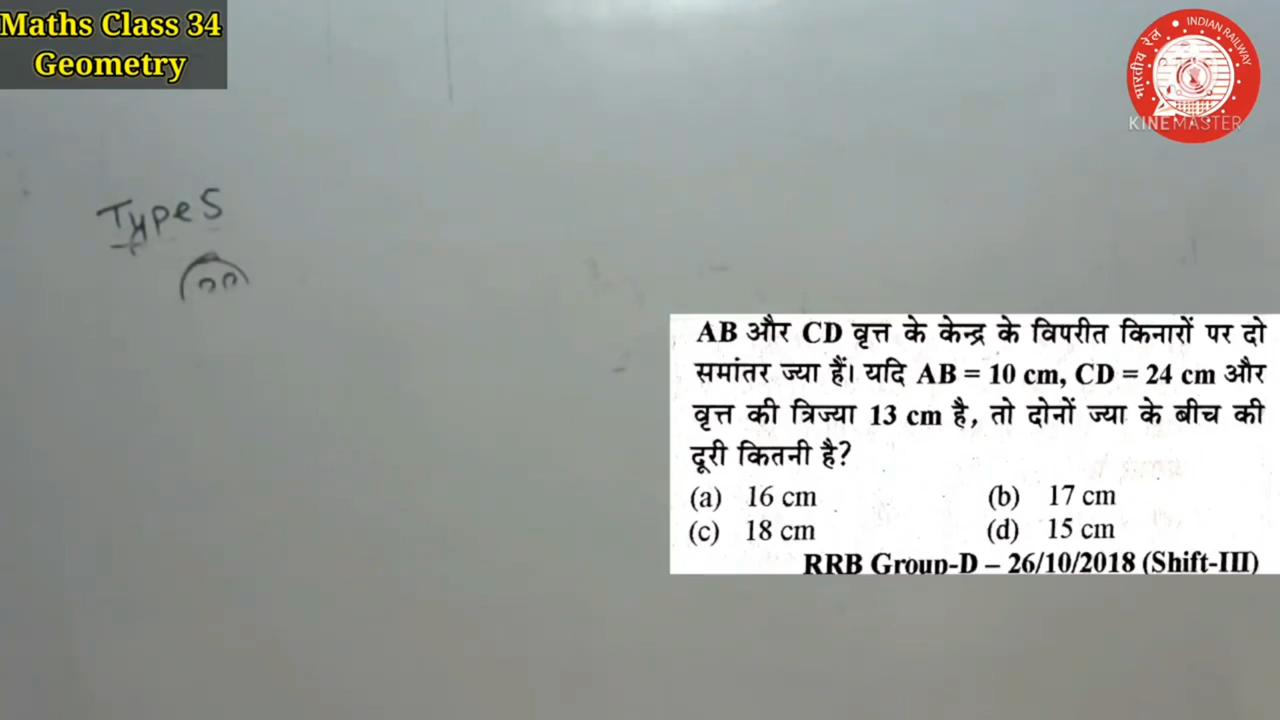 Maths Class 34
Geometry
भारतीय रेल
INDIAN RAILWAY
KINEMASTER
Types
AB और CD वृत्त के केन्द्र के विपरीत किनारों पर दो
समांतर ज्या हैं। यदि AB = 10 cm, CD = 24 cm और
वृत्त की त्रिज्या 13 cm है, तो दोनों ज्या के बीच की
दूरी कितनी है?
(a) 16 cm (b) 17 cm
(c) 18 cm (d) 15 cm
RRB Group-D – 26/10/2018 (Shift-III)